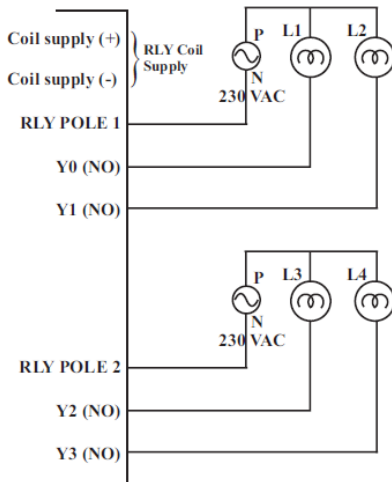 P L1 L2
Coil supply (+)
RLY Coil
Supply
Coil supply (-)
N
230 VAC
RLY POLE 1
Y0 (NO)
Y1 (NO)
P L3 L4
N
230 VAC
RLY POLE 2
Y2 (NO)
Y3 (NO)